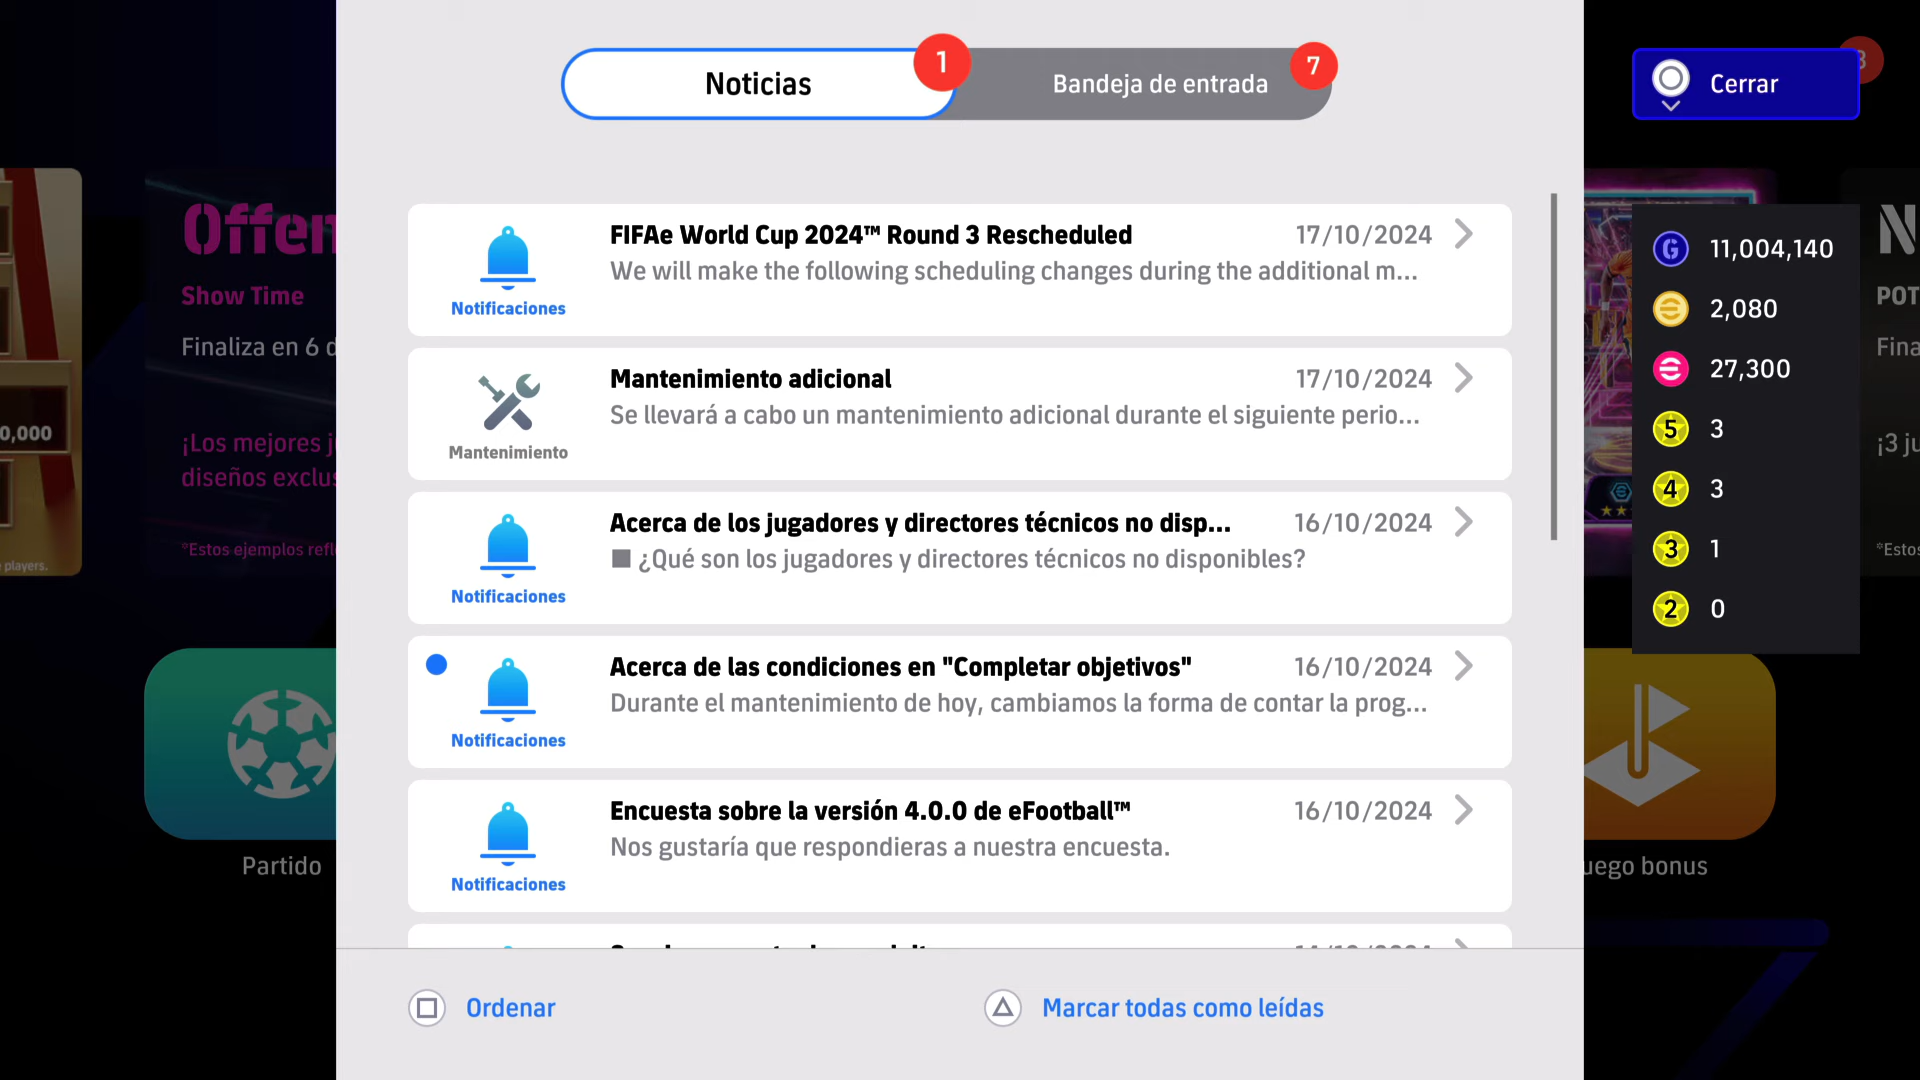 Noticias
1
Bandeja de entrada
7
Cerrar
3
FIFAe World Cup 2024™ Round 3 Rescheduled
17/10/2024
We will make the following scheduling changes during the additional m...
Notificaciones
Mantenimiento adicional
17/10/2024
Se llevará a cabo un mantenimiento adicional durante el siguiente perio...
Mantenimiento
Acerca de los jugadores y directores técnicos no disp...
16/10/2024
■ ¿Qué son los jugadores y directores técnicos no disponibles?
Notificaciones
Acerca de las condiciones en "Completar objetivos"
16/10/2024
Durante el mantenimiento de hoy, cambiamos la forma de contar la prog...
Notificaciones
Encuesta sobre la versión 4.0.0 de eFootball™
16/10/2024
Nos gustaría que respondieras a nuestra encuesta.
Notificaciones
Ordenar
Marcar todas como leídas
G 11,004,140
2,080
27,300
5 3
4 3
3 1
2 0
Offen
Show Time
Finaliza en 6 d
¡Los mejores j
diseños exclus
*Estos ejemplos refl
0,000
players.
Partido
N
POT
Fina
¡3 ju
*Estos
uego bonus